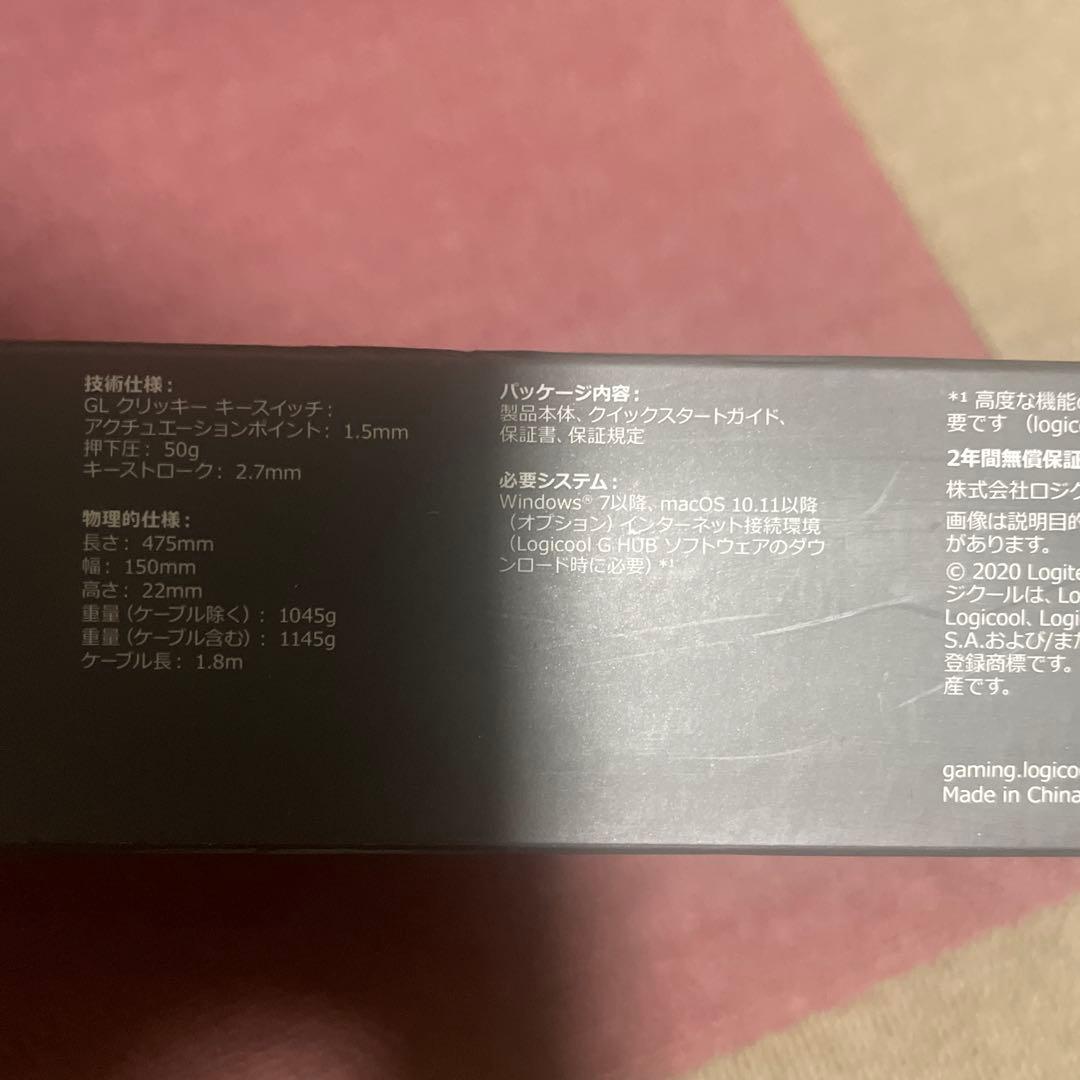 技術仕様：
GL クリッキー キースイッチ：
アクチュエーションポイント： 1.5mm
押下圧： 50g
キーストローク： 2.7mm
物理的仕様：
長さ： 475mm
幅： 150mm
高さ： 22mm
重量（ケーブル除く）： 1045g
重量（ケーブル含む）： 1145g
ケーブル長： 1.8m
パッケージ内容：
製品本体、クイックスタートガイド、
保証書、保証規定
必要システム：
Windows® 7以降、macOS 10.11以降
（オプション）インターネット接続環境
（Logicool G HUB ソフトウェアのダウ
ンロード時に必要）*1
*1 高度な機能の
要です （logico
2年間無償保証
株式会社ロジク
画像は説明目的
があります。
© 2020 Logite
ジクールは、Lo
Logicool、Logi
S.A.および/また
登録商標です。
産です。
gaming.logicoo
Made in China